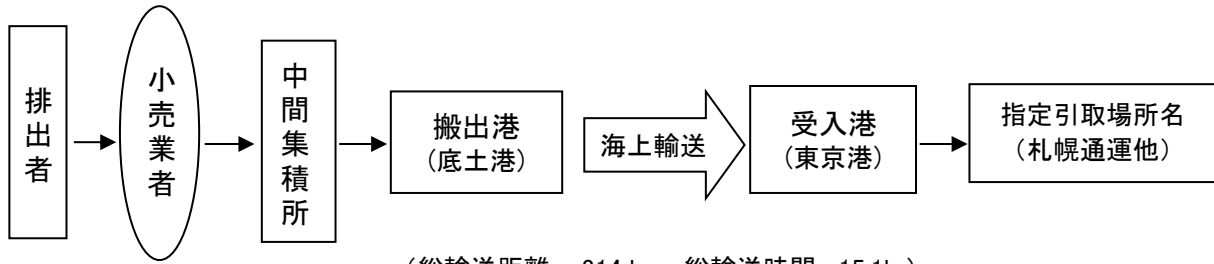 排出者
小売業者
中間集積所
搬出港
（底土港）
海上輸送
受入港
（東京港）
指定引取場所名
（札幌通運他）